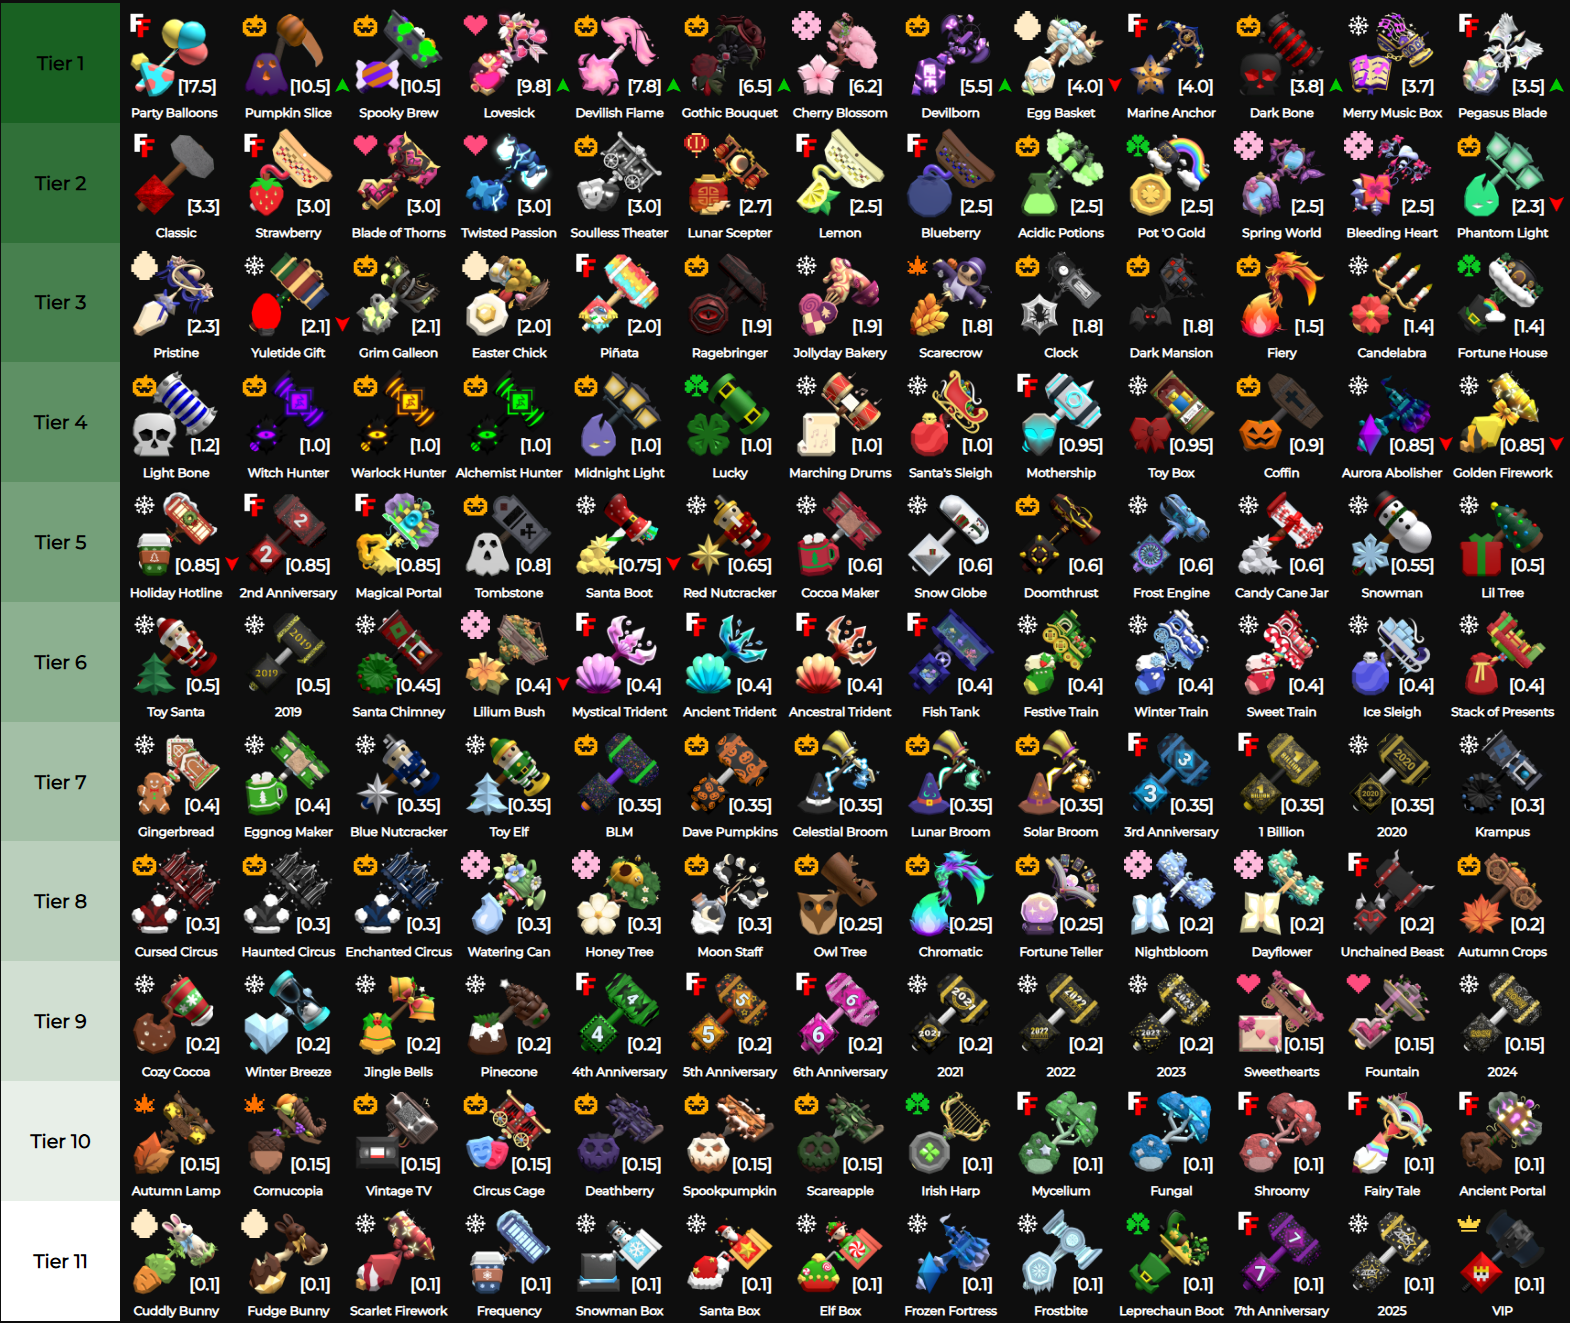 Tier 1
[17.5] [10.5] [10.5] [9.8] [7.8] [6.5] [6.2] [5.5] [4.0] [4.0] [3.8] [3.7] [3.5]
Party Balloons Pumpkin Slice Spooky Brew Lovesick Devilish Flame Gothic Bouquet Cherry Blossom Devilborn Egg Basket Marine Anchor Dark Bone Merry Music Box Pegasus Blade
Tier 2
[3.3] [3.0] [3.0] [3.0] [3.0] [2.7] [2.5] [2.5] [2.5] [2.5] [2.5] [2.5] [2.3]
Classic Strawberry Blade of Thorns Twisted Passion Soulless Theater Lunar Scepter Lemon Blueberry Acidic Potions Pot 'O Gold Spring World Bleeding Heart Phantom Light
Tier 3
[2.3] [2.1] [2.1] [2.0] [2.0] [1.9] [1.9] [1.8] [1.8] [1.8] [1.5] [1.4] [1.4]
Pristine Yuletide Gift Grim Galleon Easter Chick Piñata Ragebringer Jollyday Bakery Scarecrow Clock Dark Mansion Fiery Candelabra Fortune House
Tier 4
[1.2] [1.0] [1.0] [1.0] [1.0] [1.0] [1.0] [1.0] [0.95] [0.95] [0.9] [0.85] [0.85]
Light Bone Witch Hunter Warlock Hunter Alchemist Hunter Midnight Light Lucky Marching Drums Santa's Sleigh Mothership Toy Box Coffin Aurora Abolisher Golden Firework
Tier 5
2
2
[0.85] [0.85] [0.85] [0.8] [0.75] [0.65] [0.6] [0.6] [0.6] [0.6] [0.6] [0.55] [0.5]
Holiday Hotline 2nd Anniversary Magical Portal Tombstone Santa Boot Red Nutcracker Cocoa Maker Snow Globe Doomthrust Frost Engine Candy Cane Jar Snowman Lil Tree
Tier 6
2019
2019
[0.5] [0.5] [0.45] [0.4] [0.4] [0.4] [0.4] [0.4] [0.4] [0.4] [0.4] [0.4] [0.4]
Toy Santa 2019 Santa Chimney Lilium Bush Mystical Trident Ancient Trident Ancestral Trident Fish Tank Festive Train Winter Train Sweet Train Ice Sleigh Stack of Presents
Tier 7
3 2020
3 2020
[0.4] [0.4] [0.35] [0.35] [0.35] [0.35] [0.35] [0.35] [0.35] [0.35] [0.35] [0.35] [0.3]
Gingerbread Eggnog Maker Blue Nutcracker Toy Elf BLM Dave Pumpkins Celestial Broom Lunar Broom Solar Broom 3rd Anniversary 1 Billion 2020 Krampus
Tier 8
[0.3] [0.3] [0.3] [0.3] [0.3] [0.3] [0.25] [0.25] [0.25] [0.2] [0.2] [0.2] [0.2]
Cursed Circus Haunted Circus Enchanted Circus Watering Can Honey Tree Moon Staff Owl Tree Chromatic Fortune Teller Nightbloom Dayflower Unchained Beast Autumn Crops
Tier 9
4 5 6 2021 2022 2023
4 5 6 2021 2022 2023
[0.2] [0.2] [0.2] [0.2] [0.2] [0.2] [0.2] [0.2] [0.2] [0.2] [0.15] [0.15] [0.15]
Cozy Cocoa Winter Breeze Jingle Bells Pinecone 4th Anniversary 5th Anniversary 6th Anniversary 2021 2022 2023 Sweethearts Fountain 2024
Tier 10
[0.15] [0.15] [0.15] [0.15] [0.15] [0.15] [0.15] [0.1] [0.1] [0.1] [0.1] [0.1] [0.1]
Autumn Lamp Cornucopia Vintage TV Circus Cage Deathberry Spookpumpkin Scareapple Irish Harp Mycelium Fungal Shroomy Fairy Tale Ancient Portal
Tier 11
7
7
[0.1] [0.1] [0.1] [0.1] [0.1] [0.1] [0.1] [0.1] [0.1] [0.1] [0.1] [0.1] [0.1]
Cuddly Bunny Fudge Bunny Scarlet Firework Frequency Snowman Box Santa Box Elf Box Frozen Fortress Frostbite Leprechaun Boot 7th Anniversary 2025 VIP